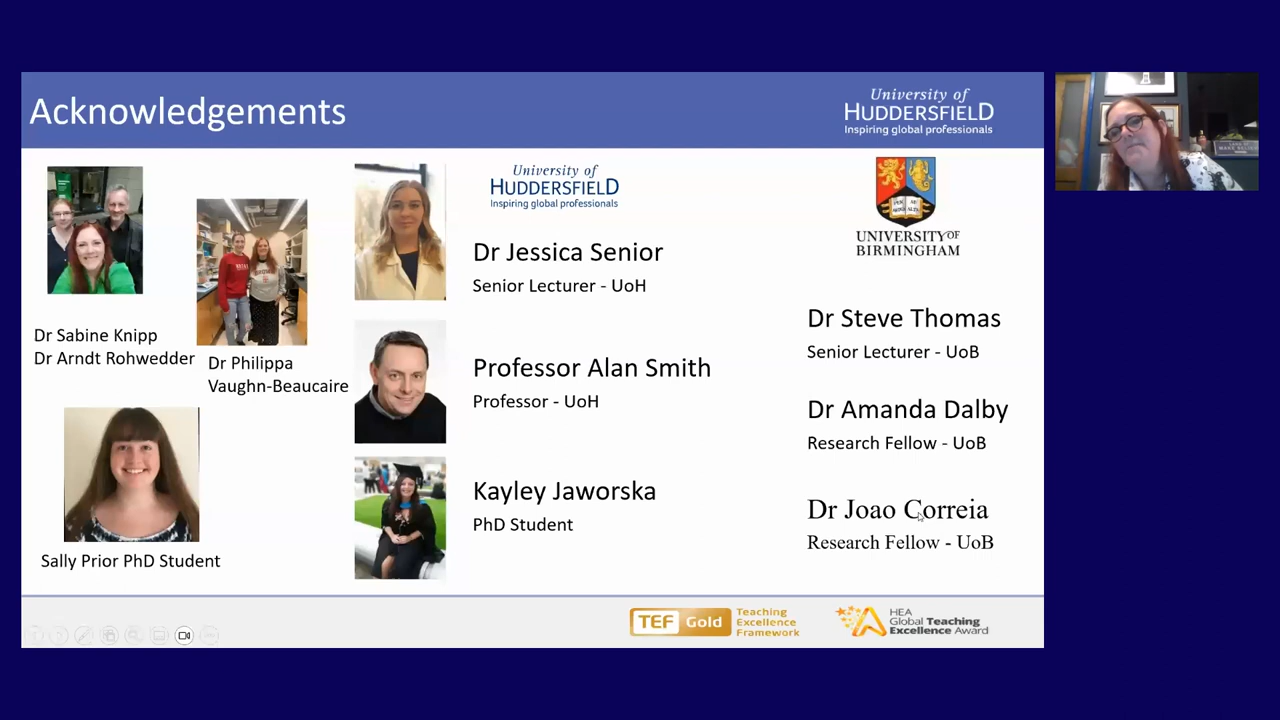 Acknowledgements
University of
HUDDERSFIELD
Inspiring global professionals
Dr Sabine Knipp
Dr Arndt Rohwedder
Dr Philippa
Vaughn-Beaucaire
Sally Prior PhD Student
University of
HUDDERSFIELD
Inspiring global professionals
Dr Jessica Senior
Senior Lecturer - UoH
Professor Alan Smith
Professor - UoH
Kayley Jaworska
PhD Student
UNIVERSITY OF
BIRMINGHAM
Dr Steve Thomas
Senior Lecturer - UoB
Dr Amanda Dalby
Research Fellow - UoB
Dr Joao Correia
Research Fellow - UoB
TEF Gold
Teaching
Excellence
Framework
HEA
Global Teaching
Excellence Award